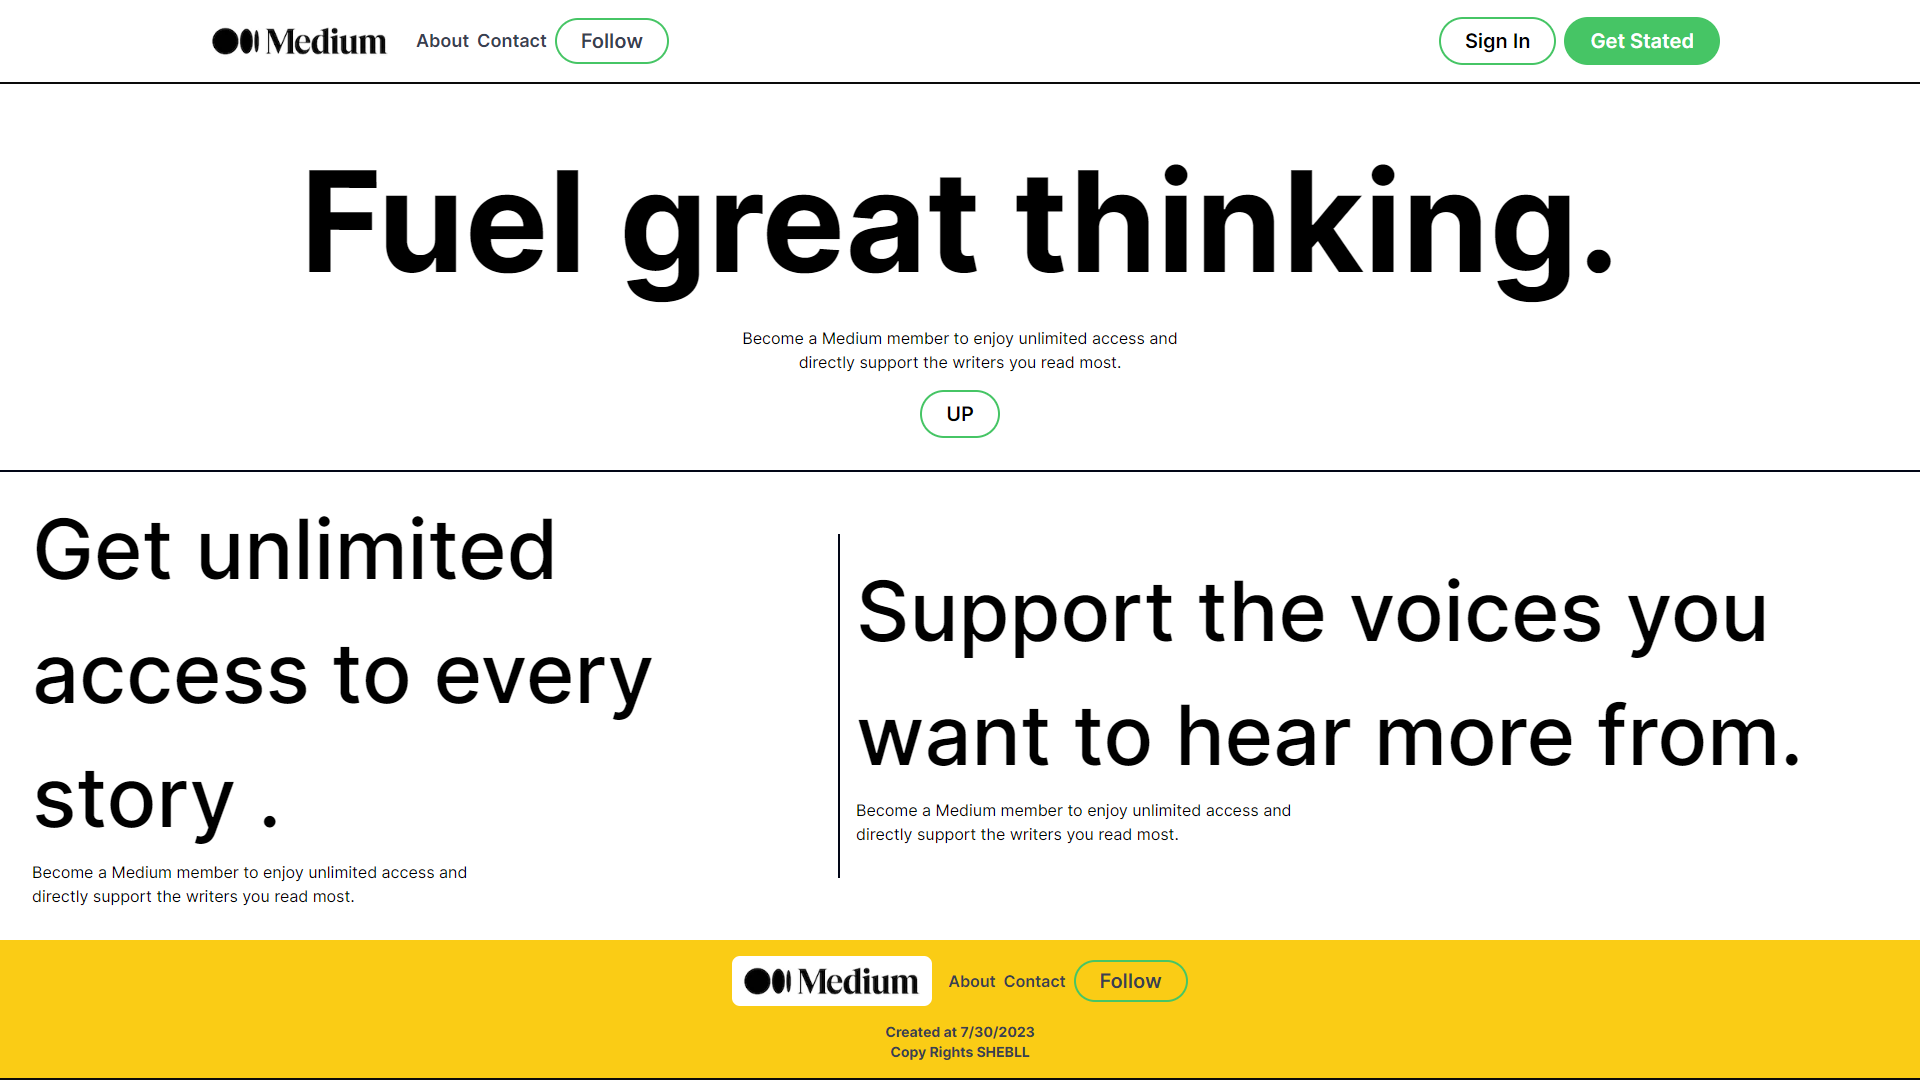 Medium About Contact Follow Sign In Get Stated
Fuel great thinking.
Become a Medium member to enjoy unlimited access and
directly support the writers you read most.
UP
Get unlimited
access to every
story .
Become a Medium member to enjoy unlimited access and
directly support the writers you read most.
Support the voices you
want to hear more from.
Become a Medium member to enjoy unlimited access and
directly support the writers you read most.
Medium About Contact Follow
Created at 7/30/2023
Copy Rights SHEBLL